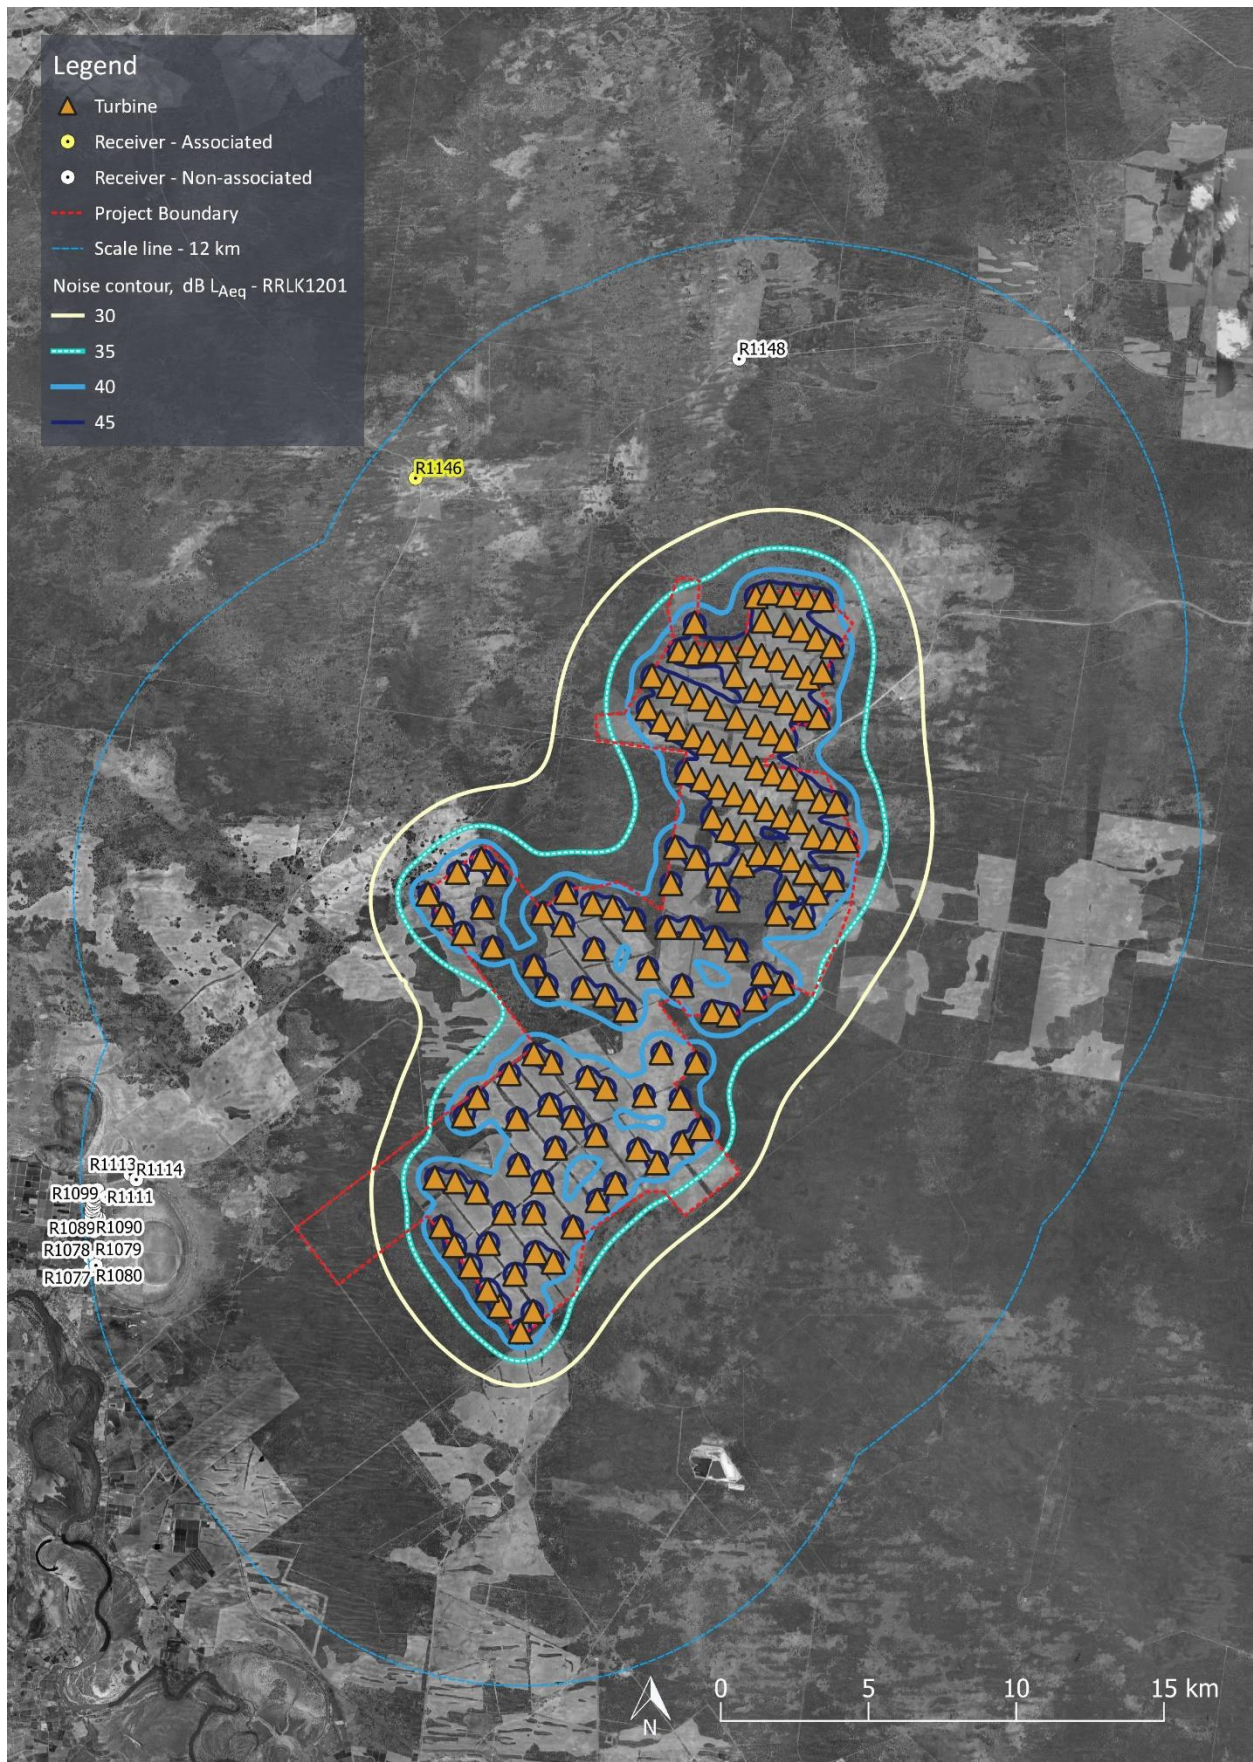 Legend
Turbine
Receiver - Associated
Receiver - Non-associated
Project Boundary
Scale line - 12 km
Noise contour, dB LAeq - RRLK1201
30
35
40
45
R1148
R1146
R1113
R1114
R1099
R1111
R1089
R1090
R1078
R1079
R1077
R1080
N
0 5 10 15 km